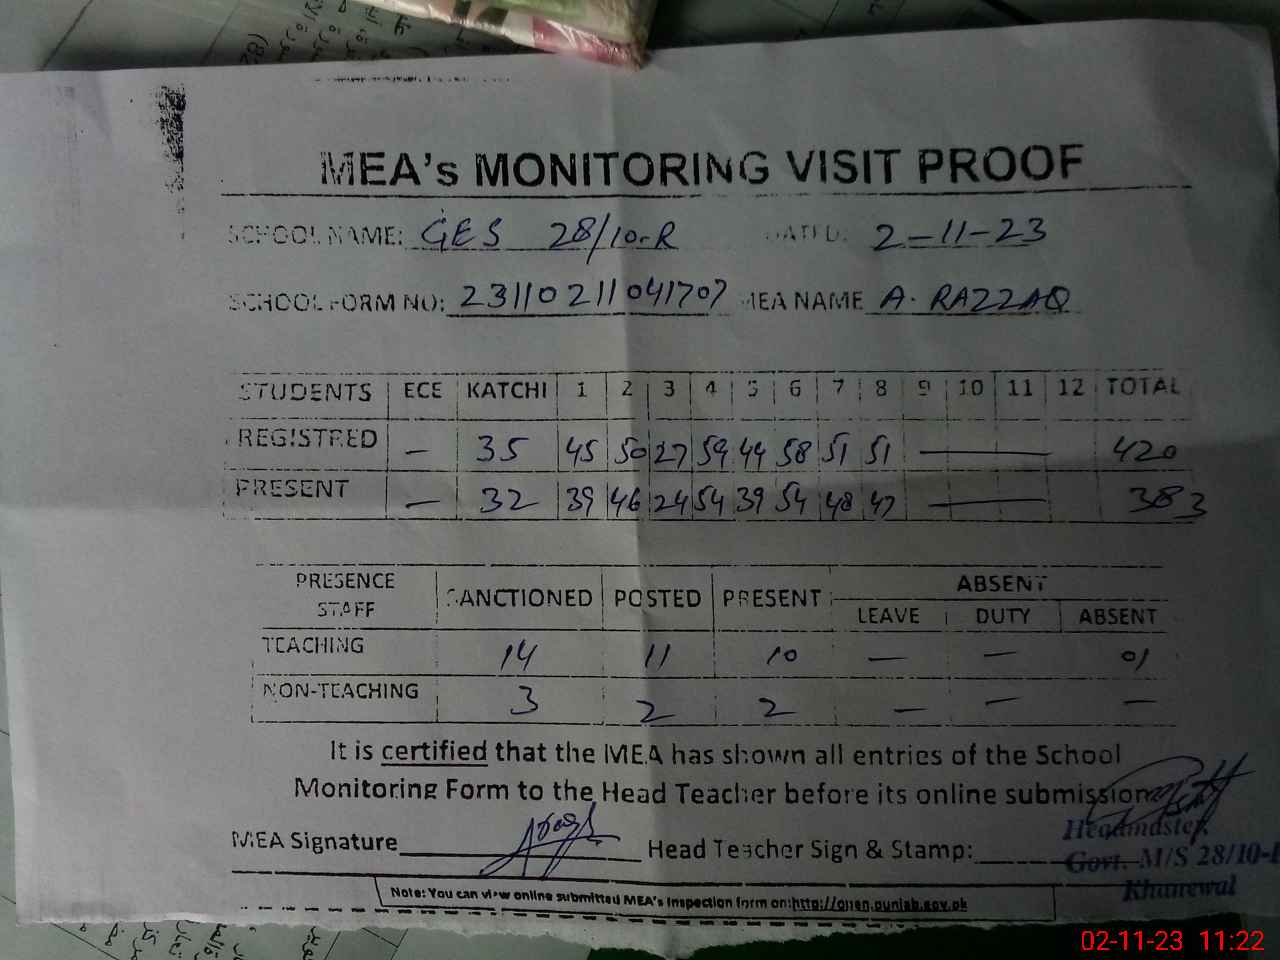 MEA's MONITORING VISIT PROOF
SCHOOL NAME: GES 28/10-R DATED: 2-11-23
SCHOOL FORM NO: 23110211041707 MEA NAME A. RAZZAQ
STUDENTS ECE KATCHI 1 2 3 4 5 6 7 8 9 10 11 12 TOTAL
REGISTRED — 35 45 50 27 59 44 58 51 51 — 420
PRESENT — 32 39 46 24 54 39 54 48 47 — 383
PRESENCE STAFF SANCTIONED POSTED PRESENT ABSENT
LEAVE DUTY ABSENT
TEACHING 14 11 10 — — 01
NON-TEACHING 3 2 2 — — —
It is certified that the MEA has shown all entries of the School
Monitoring Form to the Head Teacher before its online submission
MEA Signature Head Teacher Sign & Stamp:
Headmaster
Govt. M/S 28/10-
Khanewal
Note: You can view online submitted MEA's Inspection form on:http://open.punjab.gov.pk
02-11-23 11:22